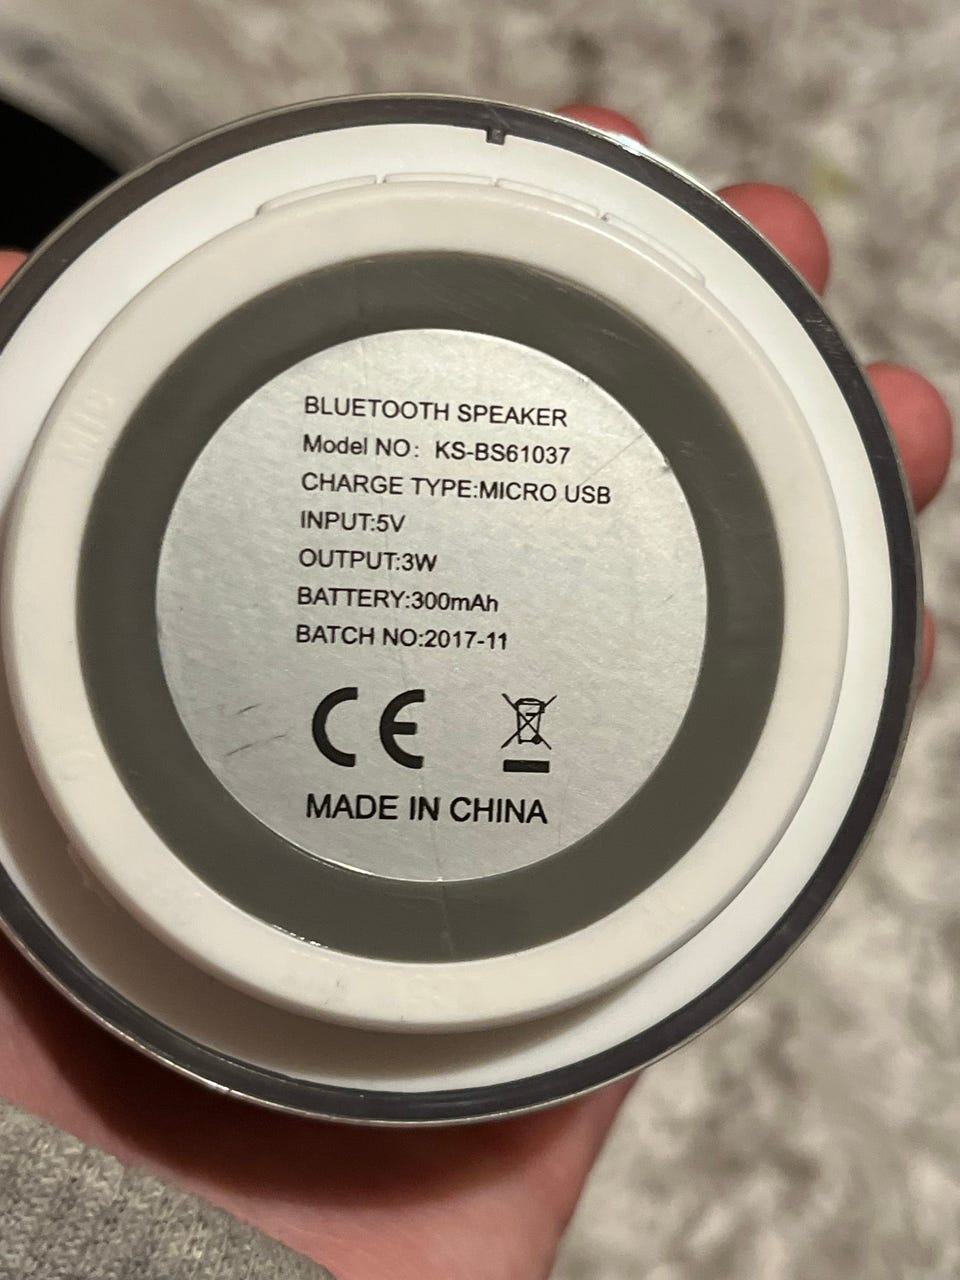 BLUETOOTH SPEAKER
Model NO: KS-BS61037
CHARGE TYPE:MICRO USB
INPUT:5V
OUTPUT:3W
BATTERY:300mAh
BATCH NO:2017-11
CE
MADE IN CHINA